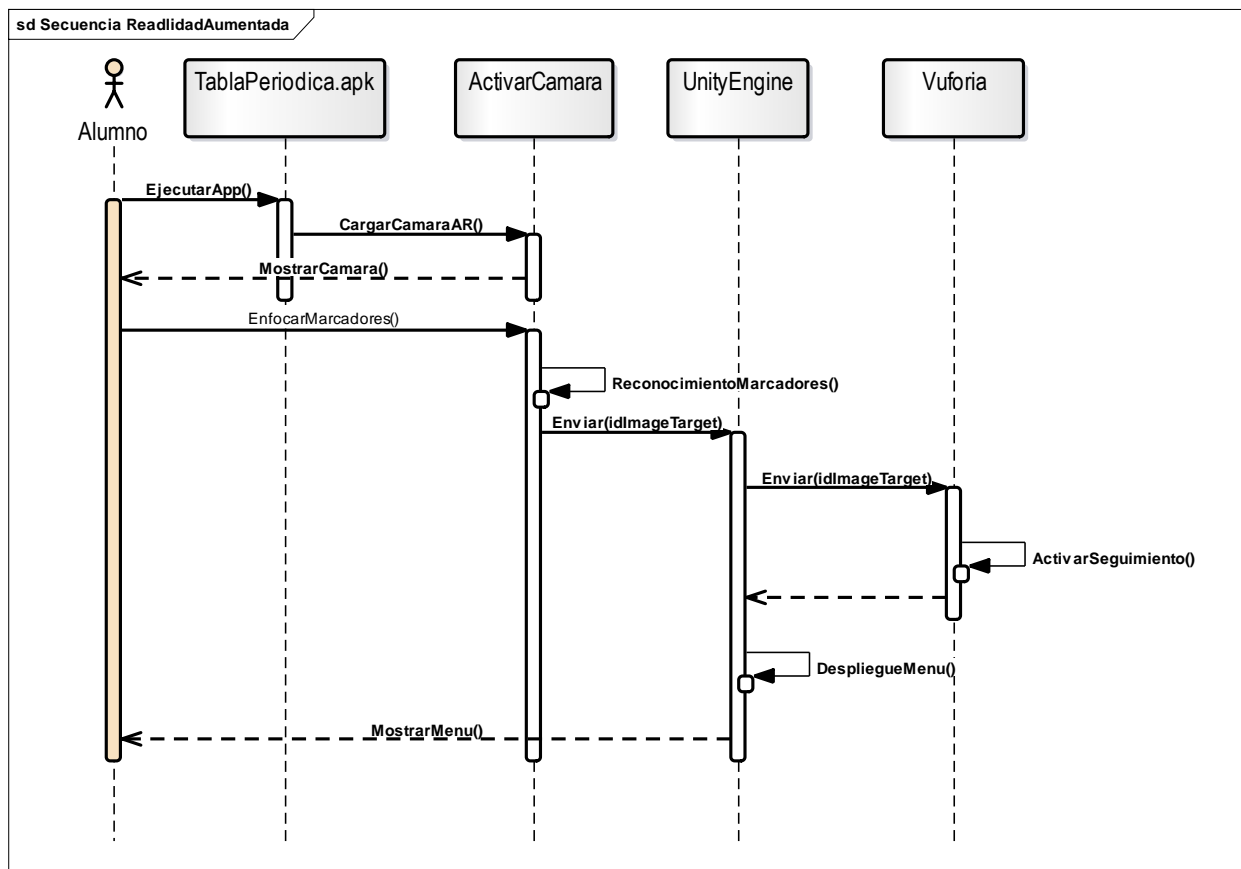 sd Secuencia ReadlidadAumentada
Alumno
TablaPeriodica.apk
ActivarCamara
UnityEngine
Vuforia
EjecutarApp()
CargarCamaraAR()
MostrarCamara()
EnfocarMarcadores()
ReconocimientoMarcadores()
Enviar(idImageTarget)
Enviar(idImageTarget)
ActivarSeguimiento()
DespliegueMenu()
MostrarMenu()